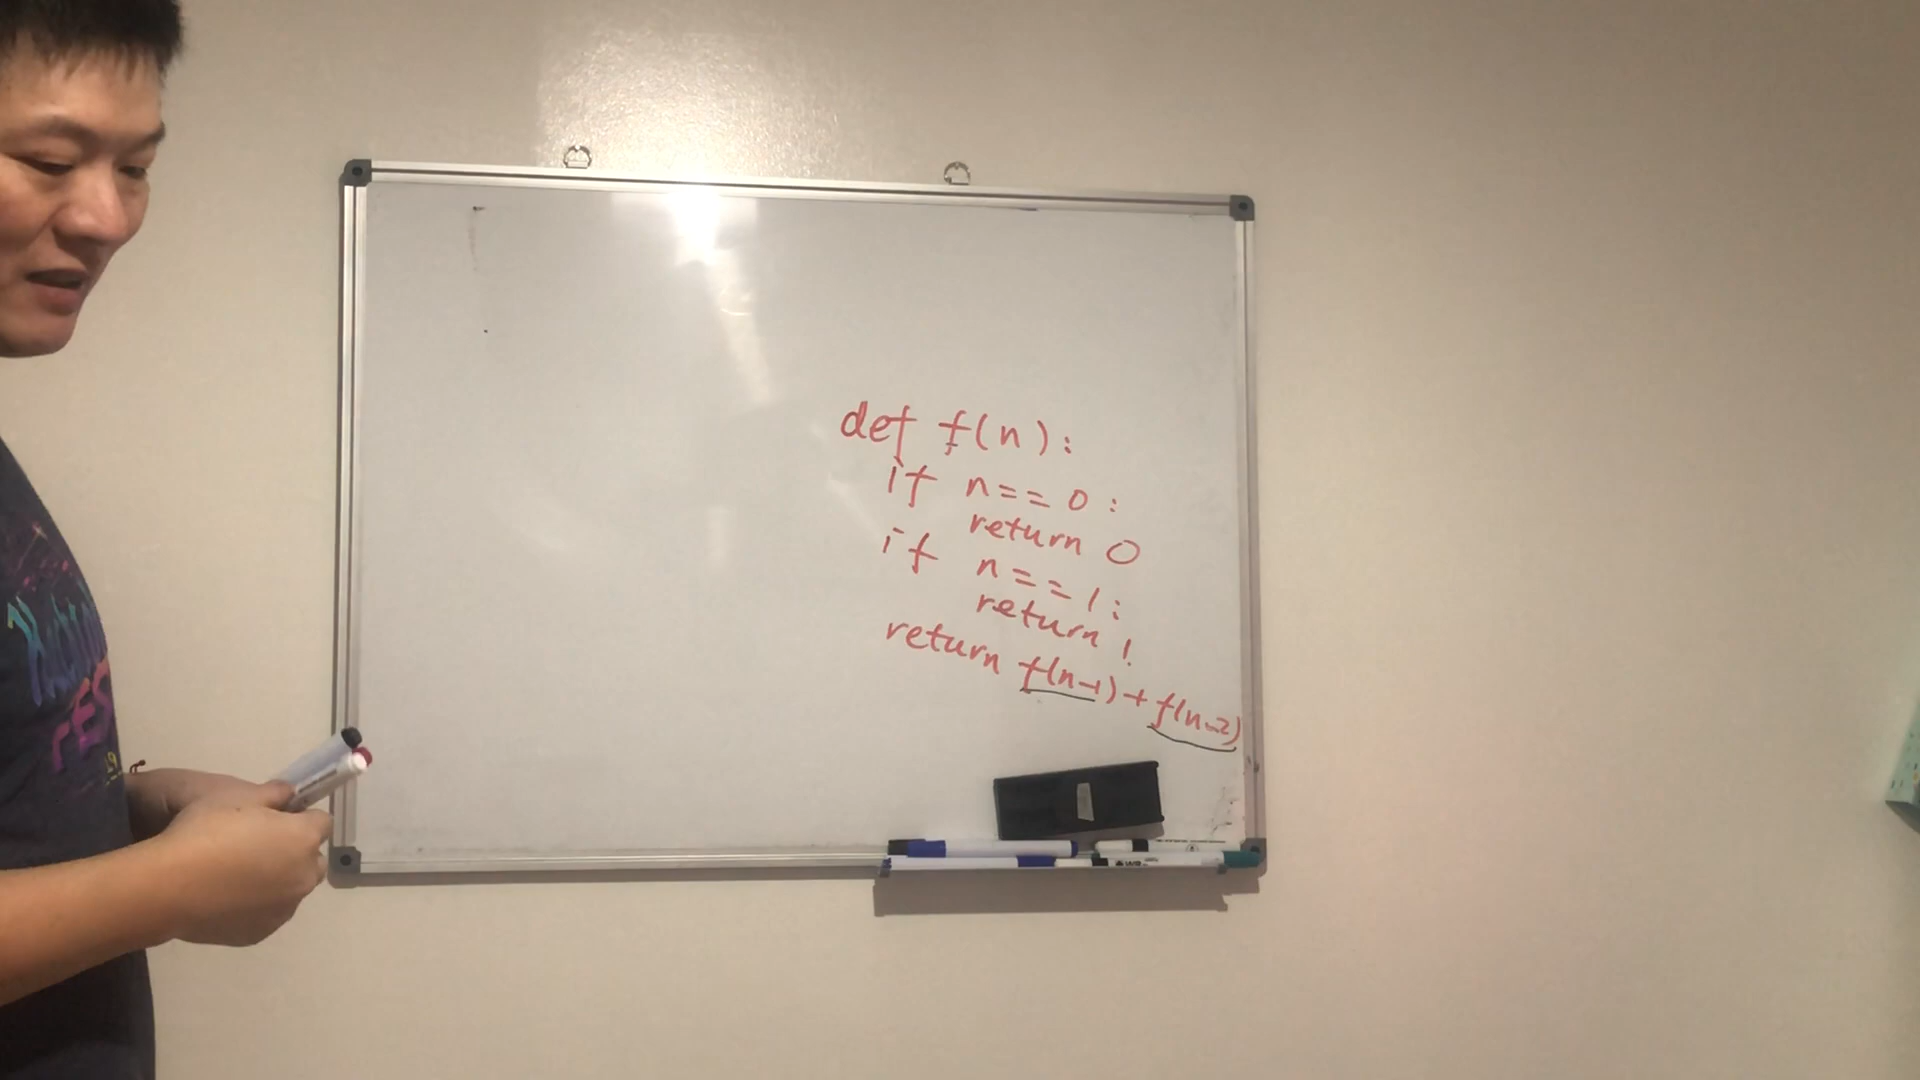 def f(n):
if n == 0:
return 0
if n == 1:
return 1
return f(n-1) + f(n-2)